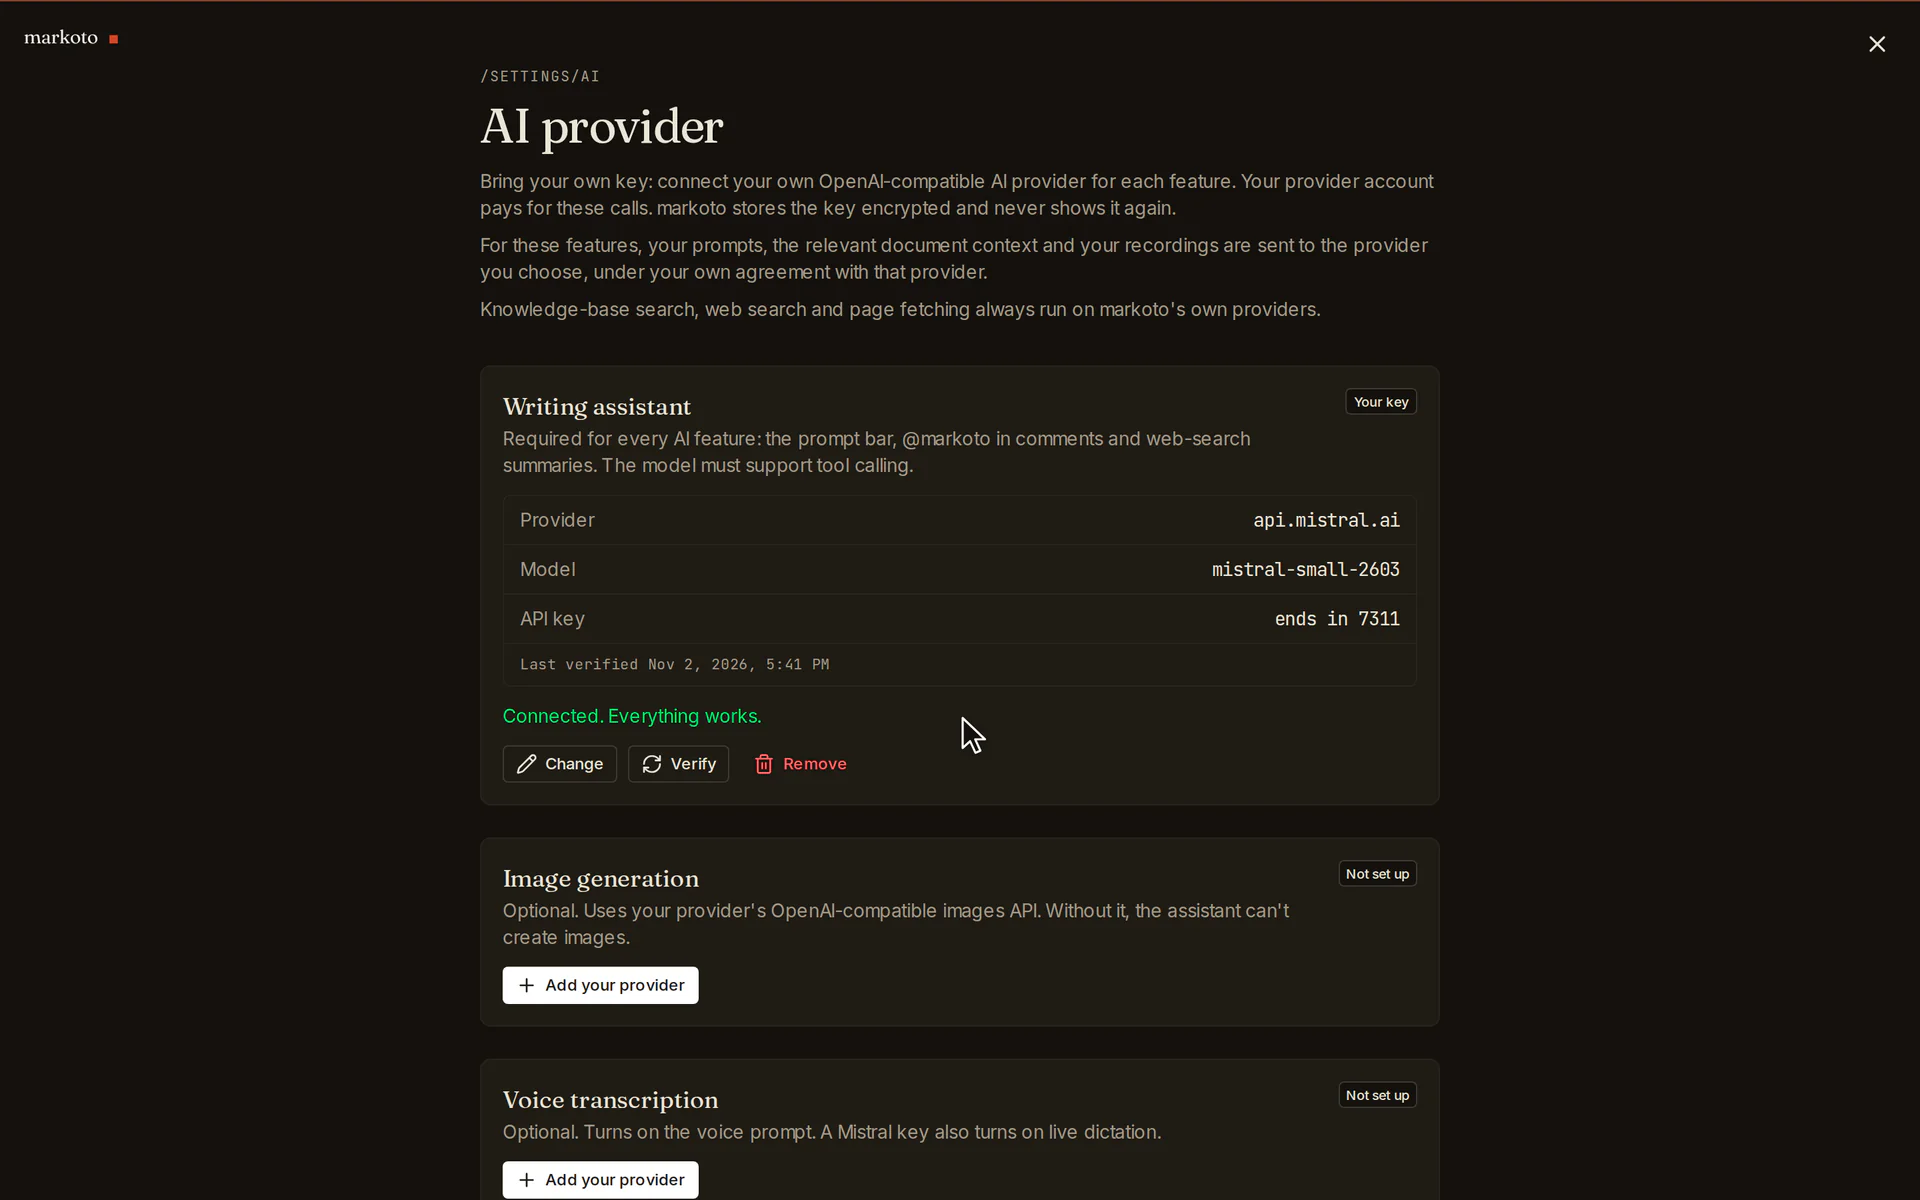 markoto
/SETTINGS/AI
AI provider
Bring your own key: connect your own OpenAI-compatible AI provider for each feature. Your provider account
pays for these calls. markoto stores the key encrypted and never shows it again.
For these features, your prompts, the relevant document context and your recordings are sent to the provider
you choose, under your own agreement with that provider.
Knowledge-base search, web search and page fetching always run on markoto's own providers.
Writing assistant
Your key
Required for every AI feature: the prompt bar, @markoto in comments and web-search
summaries. The model must support tool calling.
Provider api.mistral.ai
Model mistral-small-2603
API key ends in 7311
Last verified Nov 2, 2026, 5:41 PM
Connected. Everything works.
Change Verify Remove
Image generation
Not set up
Optional. Uses your provider's OpenAI-compatible images API. Without it, the assistant can't
create images.
Add your provider
Voice transcription
Not set up
Optional. Turns on the voice prompt. A Mistral key also turns on live dictation.
Add your provider